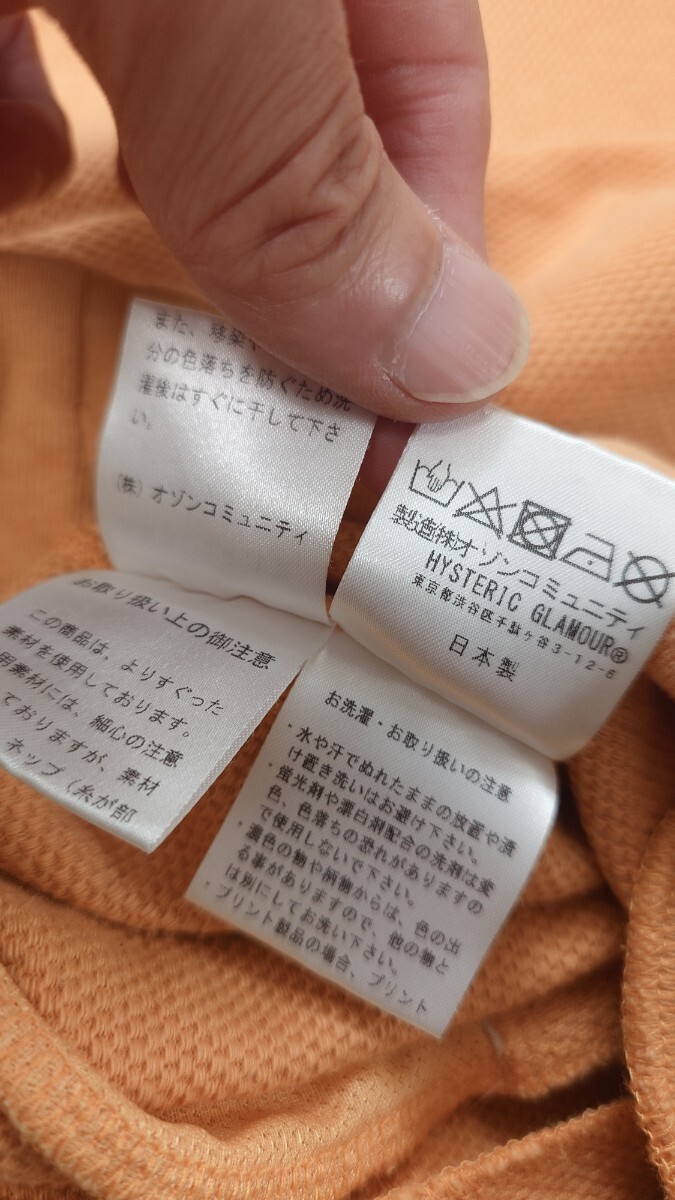 また、
分の色落ちを防ぐため洗
濯後はすぐに干して下さ
い。
(株) オゾンコミュニティ
製造(株)オゾンコミュニティ
HYSTERIC GLAMOUR®
東京都渋谷区千駄ケ谷3-12-6
日本製
お取り扱い上の御注意
この商品は、よりすぐった
素材を使用しております。
用素材には、細心の注意
ておりますが、素材
ネップ（糸が部
お洗濯・お取り扱いの注意
・水や汗でぬれたままの放置や漬
け置き洗いはお避け下さい。
・蛍光剤や漂白剤配合の洗剤は変
色、色落ちの恐れがありますの
で使用しないで下さい。
・濃色の物や柄物からは、色の出
る事がありますので、他の物と
は別にしてお洗い下さい。
・プリント製品の場合、プリント